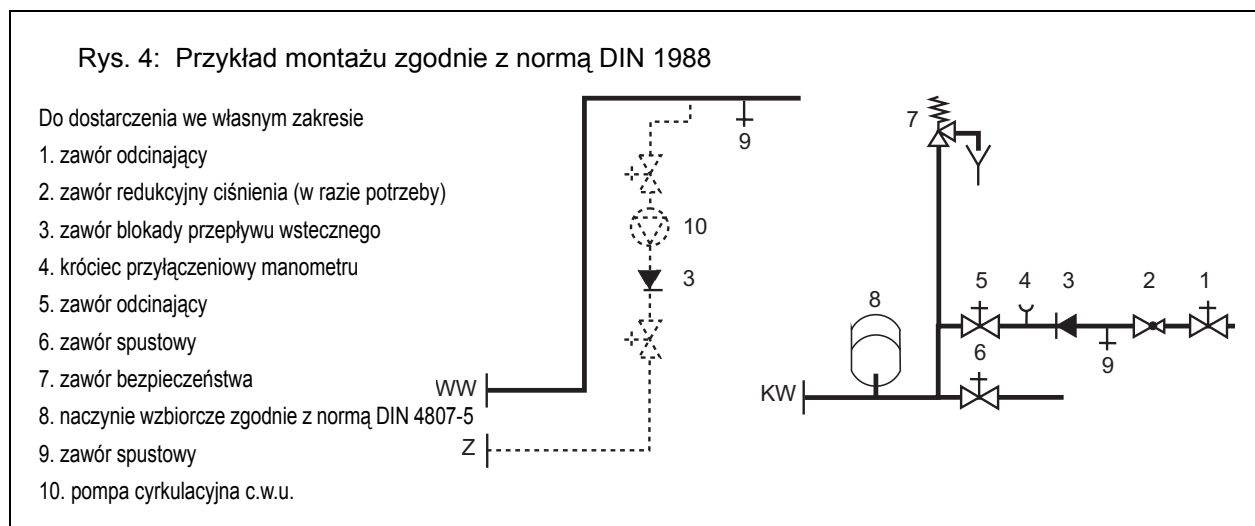 Rys. 4: Przykład montażu zgodnie z normą DIN 1988
Do dostarczenia we własnym zakresie
1. zawór odcinający
2. zawór redukcyjny ciśnienia (w razie potrzeby)
3. zawór blokady przepływu wstecznego
4. króciec przyłączeniowy manometru
5. zawór odcinający
6. zawór spustowy
7. zawór bezpieczeństwa
8. naczynie wzbiorcze zgodnie z normą DIN 4807-5
9. zawór spustowy
10. pompa cyrkulacyjna c.w.u.
9
10
3
WW
Z
7
8
5 4 3 2 1
9
6
KW